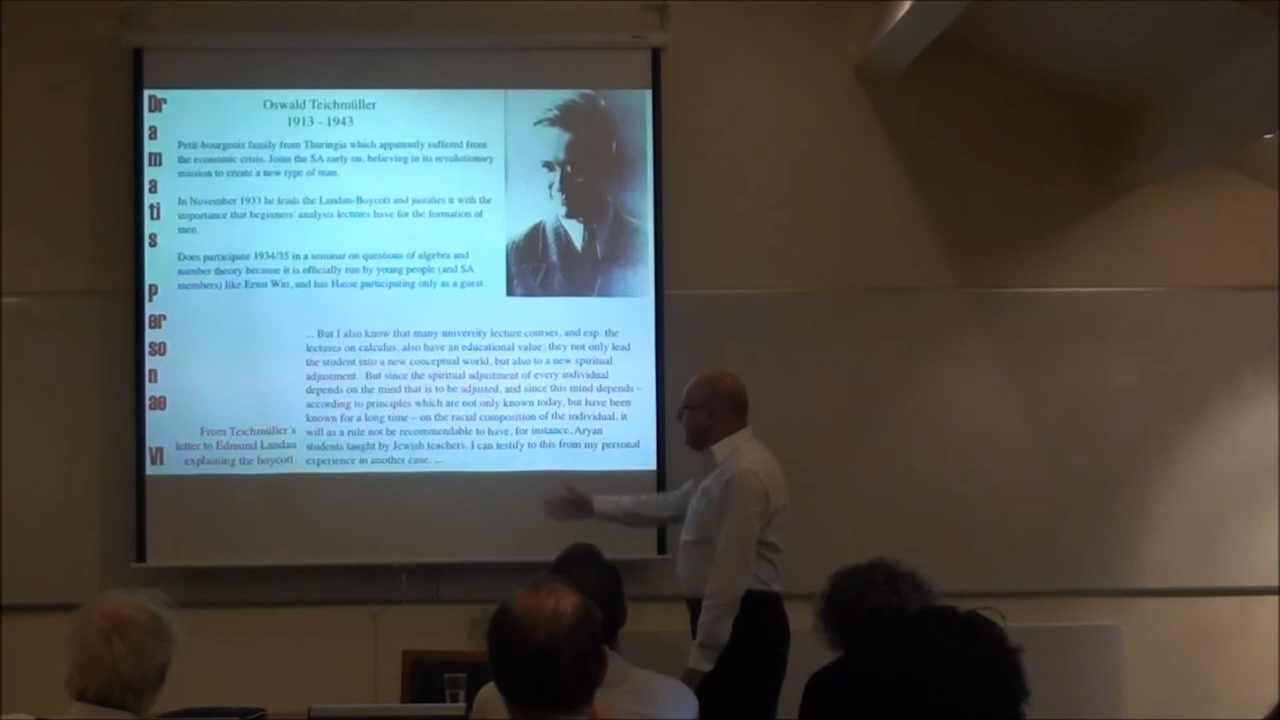 Dramatis Personae VI
Oswald Teichmüller
1913 - 1943
Petit-bourgeois family from Thuringia which apparently suffered from
the economic crisis. Joins the SA early on, believing in its revolutionary
mission to create a new type of man.
In November 1933 he leads the Landau-Boycott and justifies it with the
importance that beginners' analysis lectures have for the formation of
men.
Does participate 1934/35 in a seminar on questions of algebra and
number theory because it is officially run by young people (and SA
members) like Ernst Witt, and has Hasse participating only as a guest.
... But I also know that many university lecture courses, and esp. the
lectures on calculus, also have an educational value; they not only lead
the student into a new conceptual world, but also to a new spiritual
adjustment. But since the spiritual adjustment of every individual
depends on the mind that is to be adjusted, and since this mind depends –
according to principles which are not only known today, but have been
known for a long time – on the racial composition of the individual, it
will as a rule not be recommendable to have, for instance, Aryan
students taught by Jewish teachers. I can testify to this from my personal
experience in another case. ...
From Teichmüller's
letter to Edmund Landau
explaining the boycott.